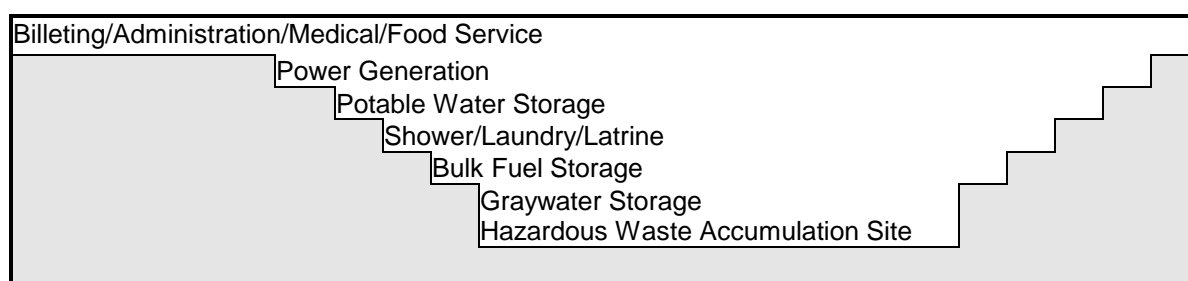 Billeting/Administration/Medical/Food Service
Power Generation
Potable Water Storage
Shower/Laundry/Latrine
Bulk Fuel Storage
Graywater Storage
Hazardous Waste Accumulation Site